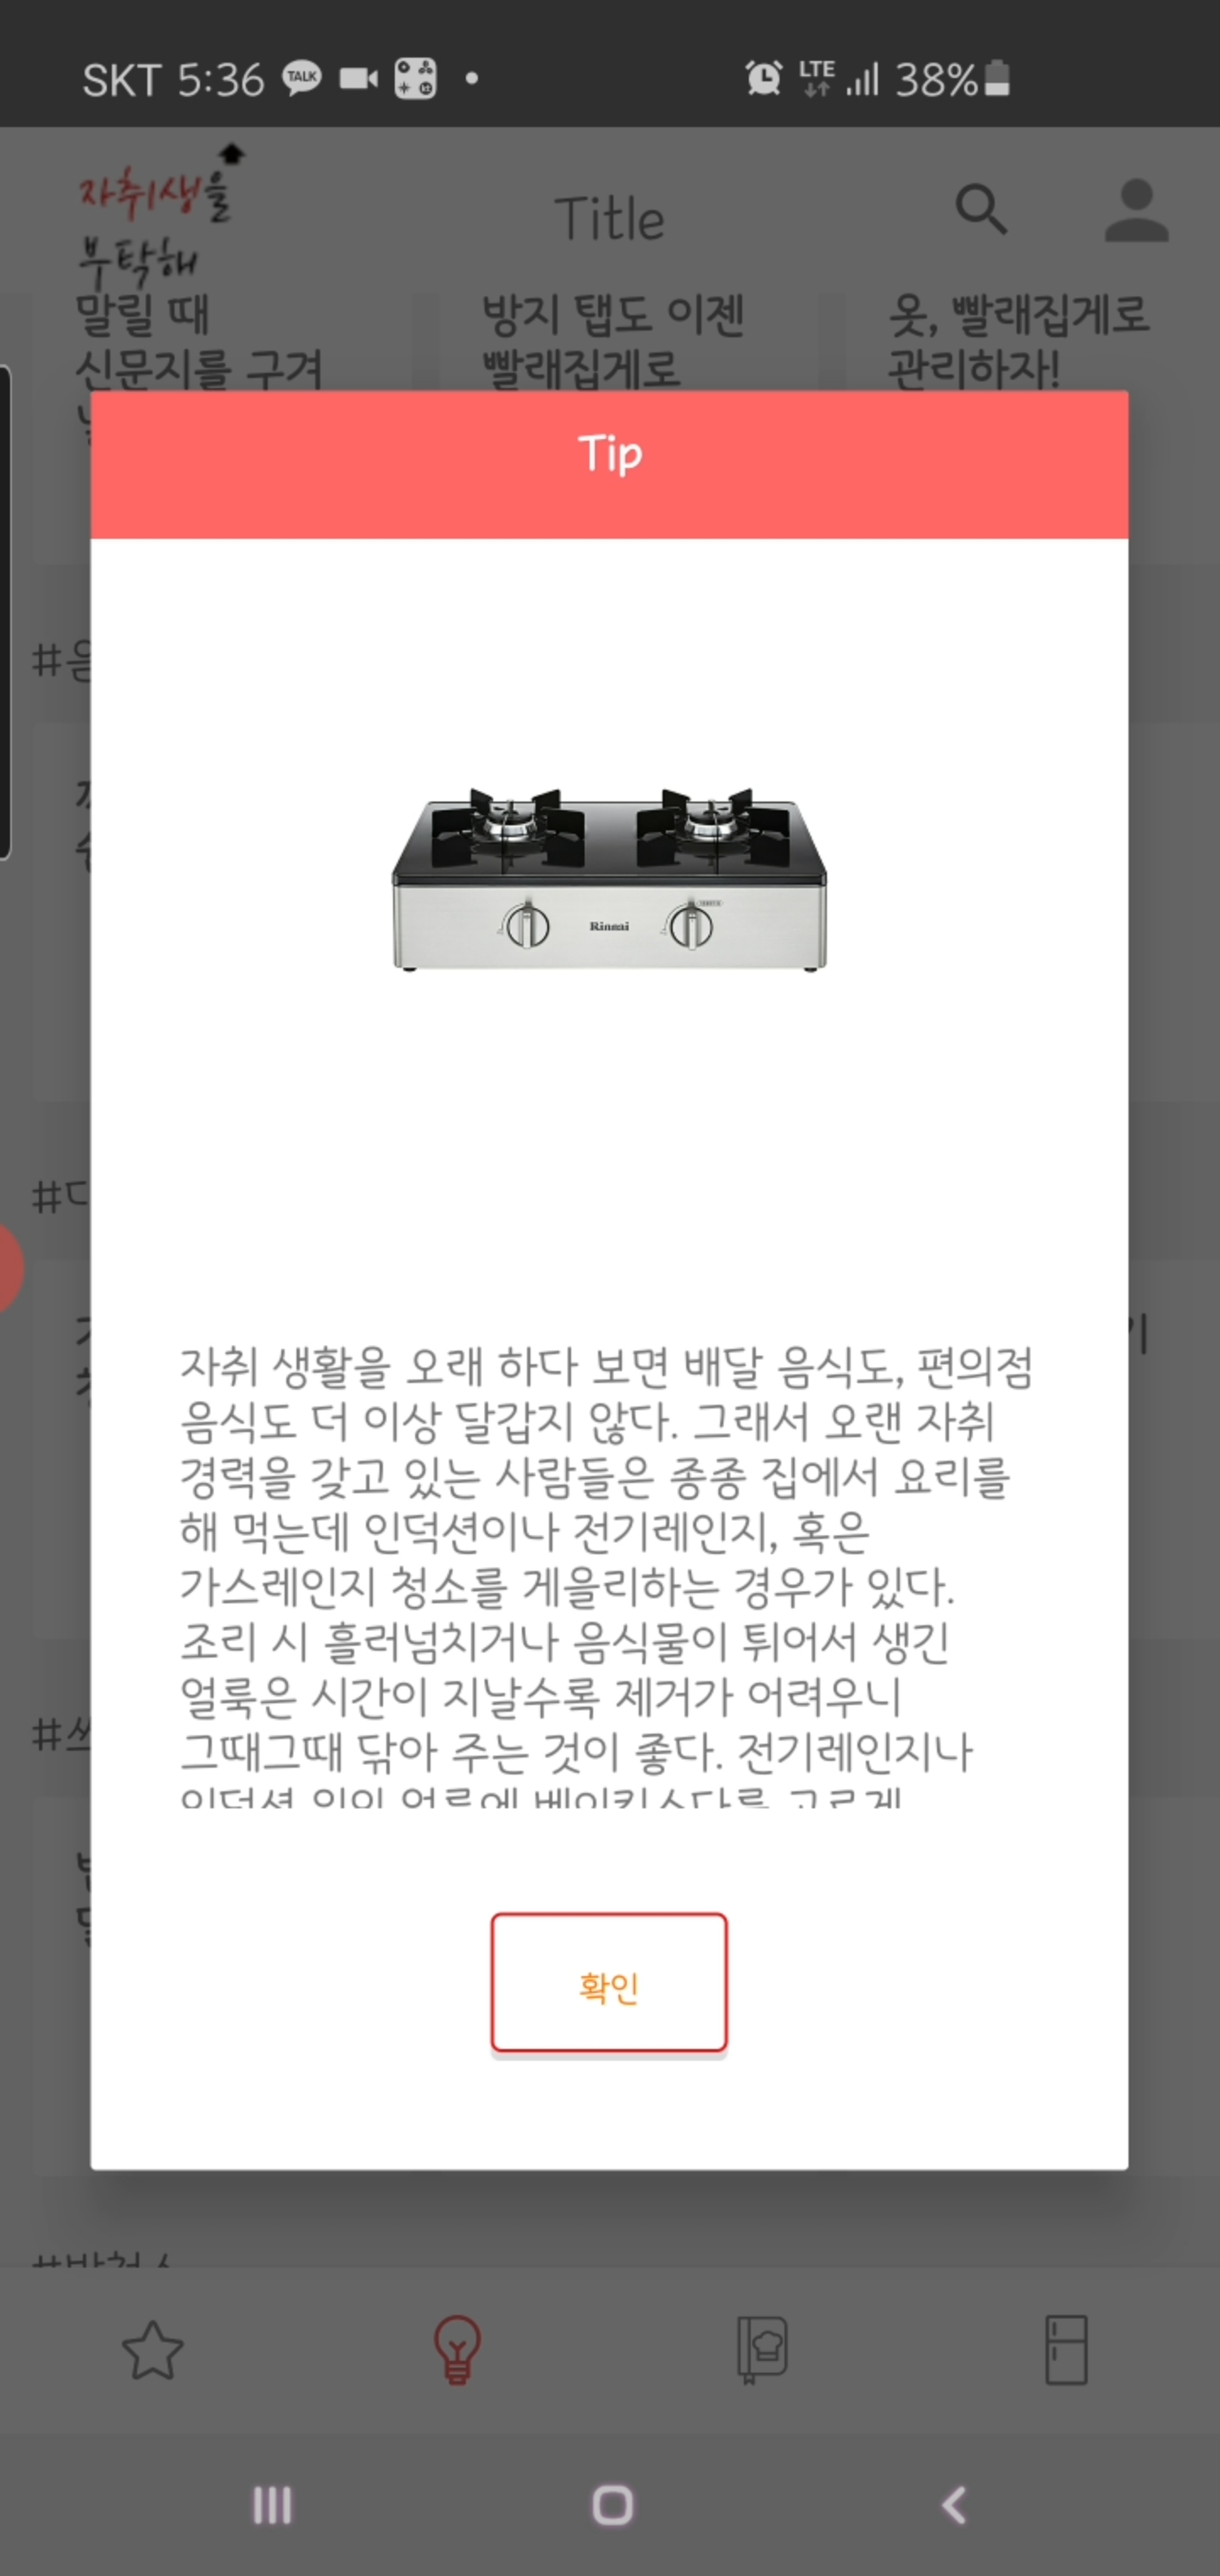 SKT 5:36 TALK LTE 38%
자취생을
부탁해
Title
말릴 때
신문지를 구겨
방지 탭도 이젠
빨래집게로
옷, 빨래집게로
관리하자!
Tip
#음
Rinnai
자취 생활을 오래 하다 보면 배달 음식도, 편의점
음식도 더 이상 달갑지 않다. 그래서 오랜 자취
경력을 갖고 있는 사람들은 종종 집에서 요리를
해 먹는데 인덕션이나 전기레인지, 혹은
가스레인지 청소를 게을리하는 경우가 있다.
조리 시 흘러넘치거나 음식물이 튀어서 생긴
얼룩은 시간이 지날수록 제거가 어려우니
그때그때 닦아 주는 것이 좋다. 전기레인지나
확인